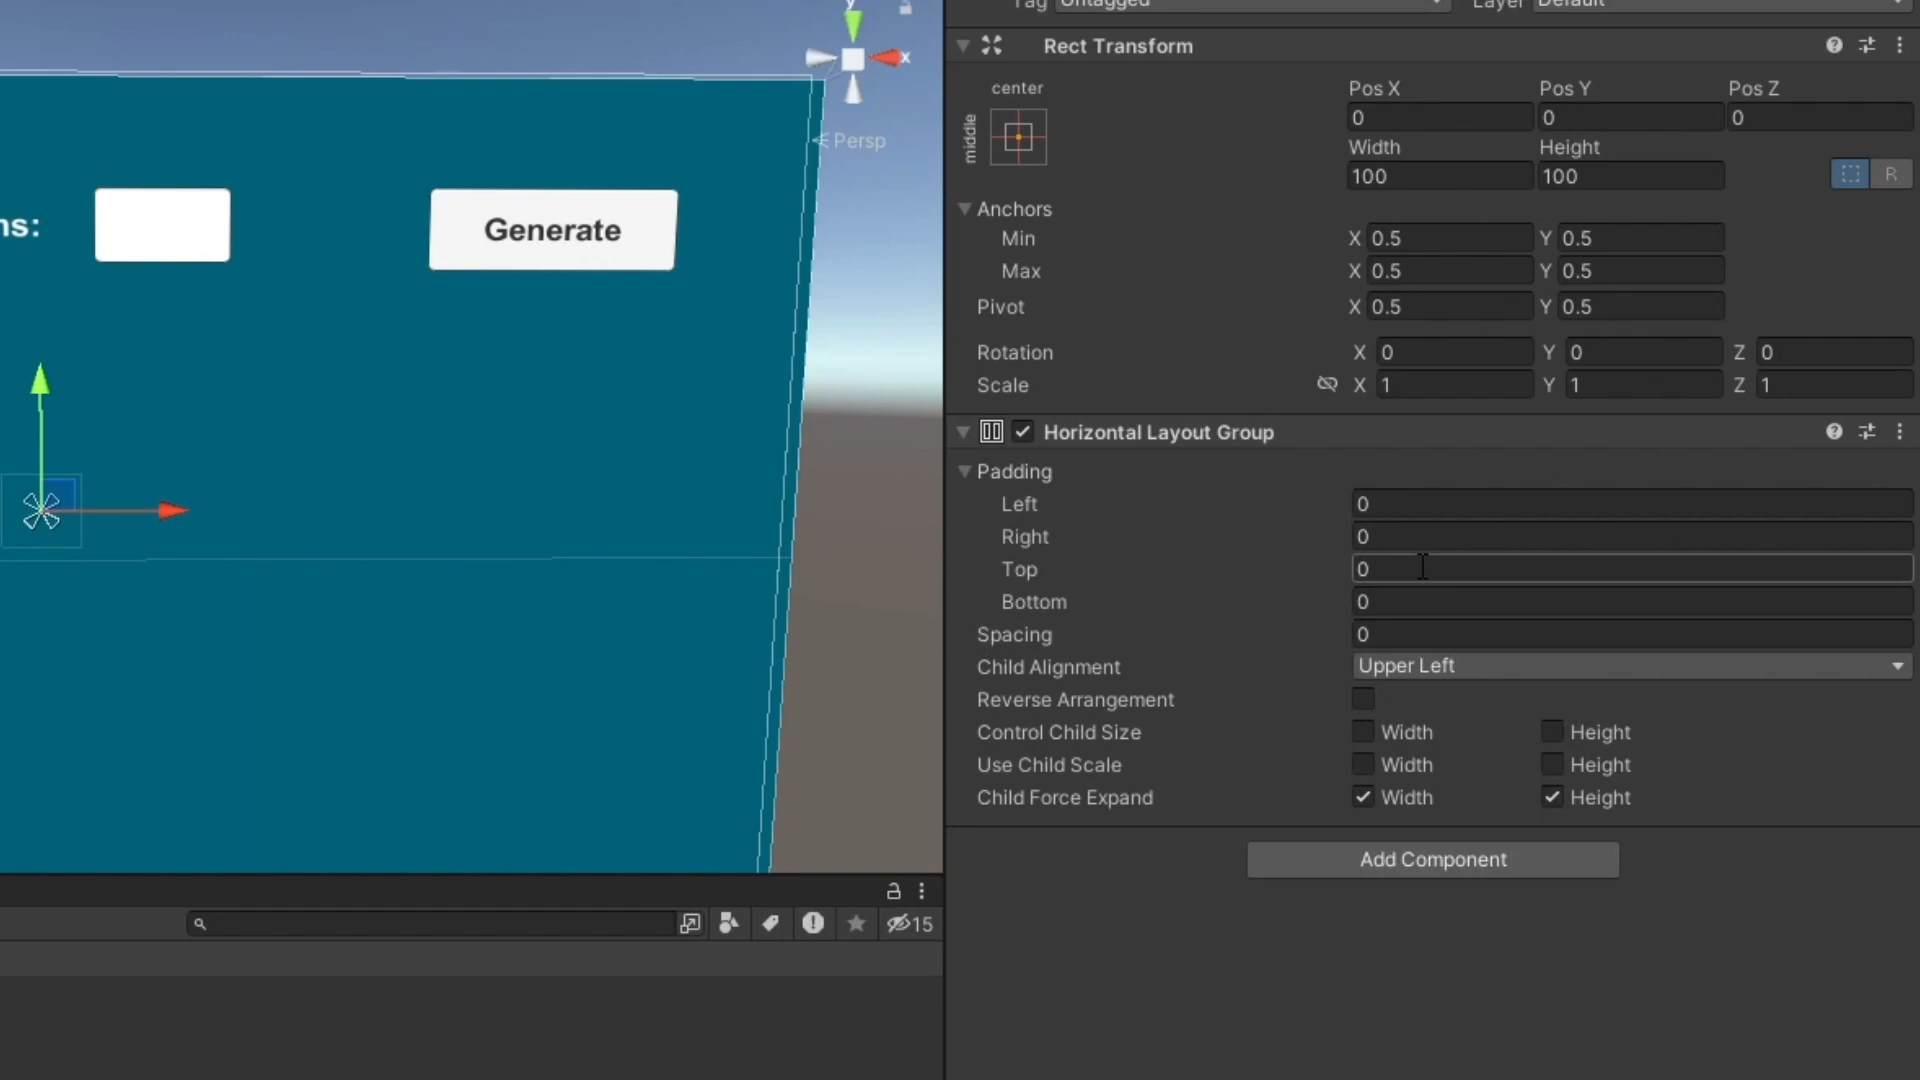 Tag Untagged Layer Default
y
Rect Transform
x
center Pos X Pos Y Pos Z
middle 0 0 0
Persp
Width Height
100 100 R
Anchors
ns: Generate
Min X 0.5 Y 0.5
Max X 0.5 Y 0.5
Pivot X 0.5 Y 0.5
Rotation X 0 Y 0 Z 0
Scale X 1 Y 1 Z 1
Horizontal Layout Group
Padding
Left 0
Right 0
Top 0
Bottom 0
Spacing 0
Child Alignment Upper Left
Reverse Arrangement
Control Child Size Width Height
Use Child Scale Width Height
Child Force Expand Width Height
Add Component
15